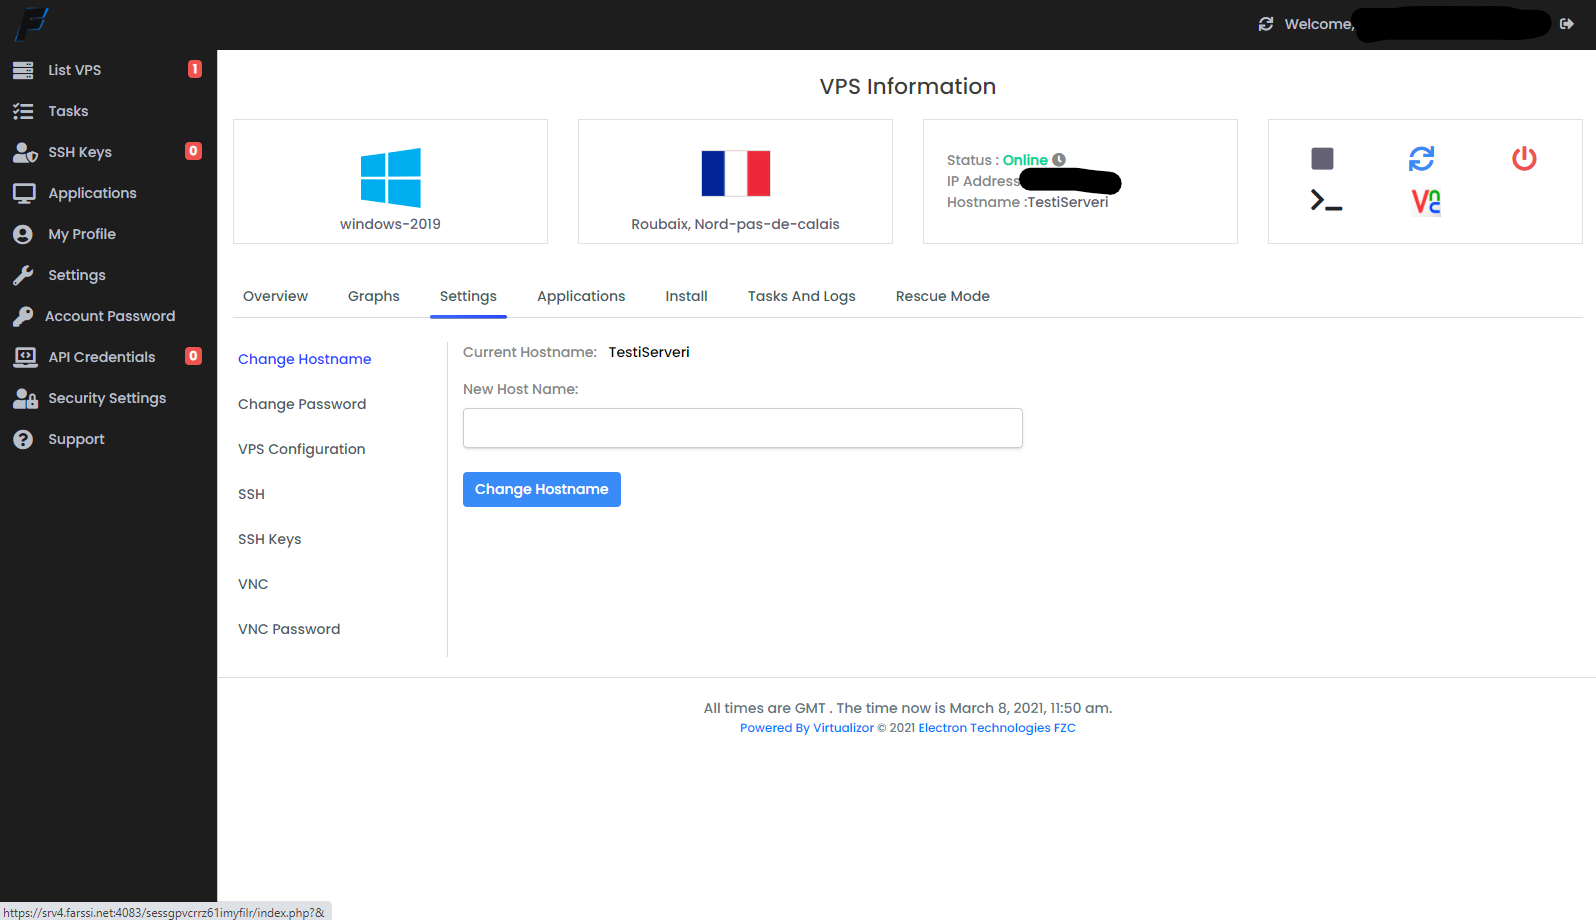 Welcome,
List VPS 1
Tasks
SSH Keys 0
Applications
My Profile
Settings
Account Password
API Credentials 0
Security Settings
Support
VPS Information
windows-2019
Roubaix, Nord-pas-de-calais
Status : Online
IP Address
Hostname :TestiServeri
Overview Graphs Settings Applications Install Tasks And Logs Rescue Mode
Change Hostname
Change Password
VPS Configuration
SSH
SSH Keys
VNC
VNC Password
Current Hostname: TestiServeri
New Host Name:
Change Hostname
All times are GMT . The time now is March 8, 2021, 11:50 am.
Powered By Virtualizor © 2021 Electron Technologies FZC
https://srv4.farssi.net:4083/sessgpvcrrz61imyfilr/index.php?&